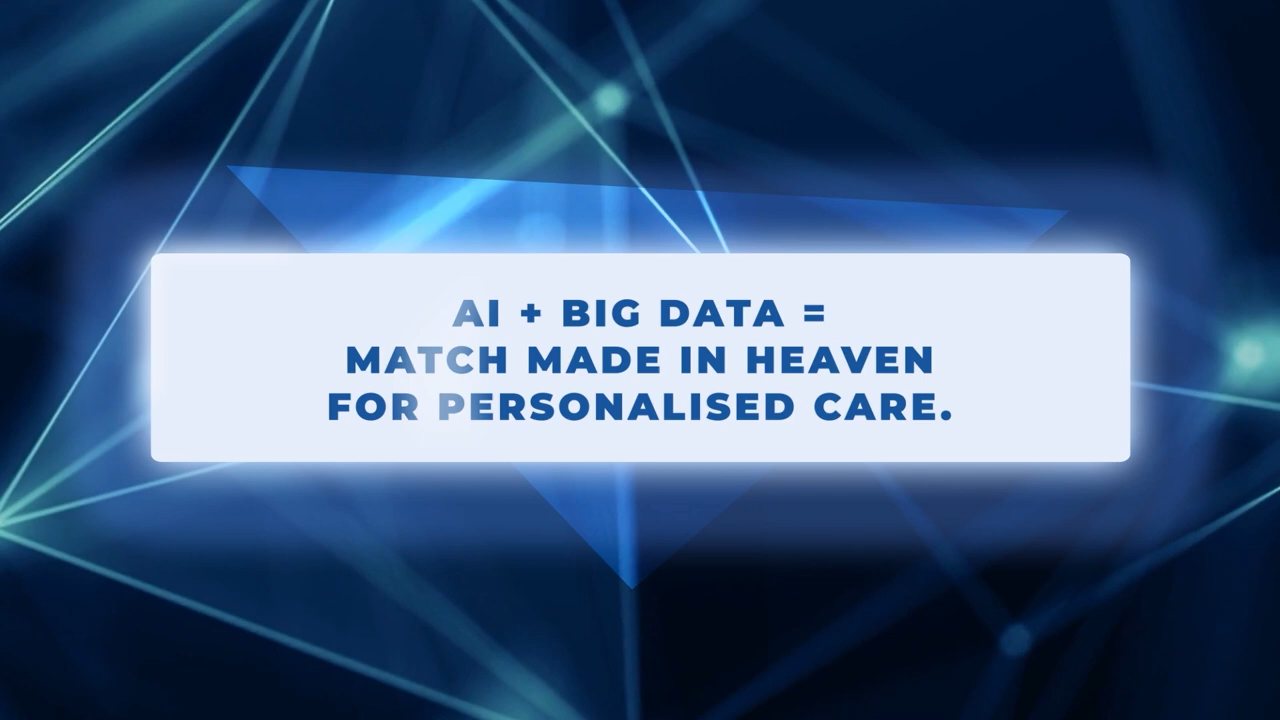 AI + BIG DATA =
MATCH MADE IN HEAVEN
FOR PERSONALISED CARE.